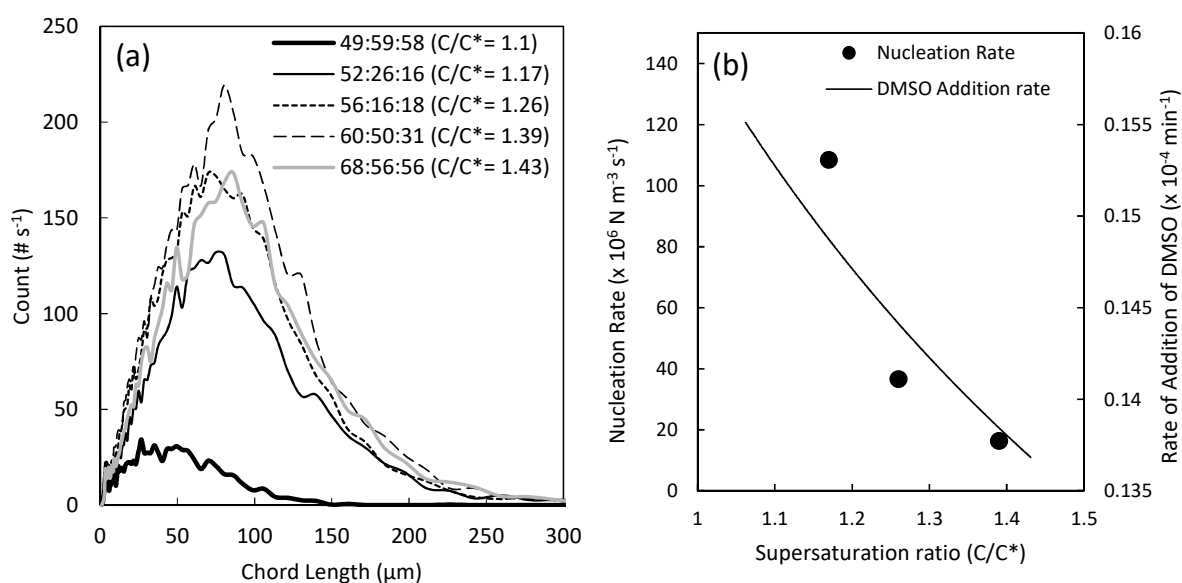 (a)
49:59:58 (C/C*= 1.1)
52:26:16 (C/C*= 1.17)
56:16:18 (C/C*= 1.26)
60:50:31 (C/C*= 1.39)
68:56:56 (C/C*= 1.43)
250
200
150
100
50
0
Count (# s⁻¹)
0 50 100 150 200 250 300
Chord Length (µm)
(b)
Nucleation Rate
DMSO Addition rate
140
120
100
80
60
40
20
0
Nucleation Rate (x 10⁶ N m⁻³ s⁻¹)
0.16
0.155
0.15
0.145
0.14
0.135
Rate of Addition of DMSO (x 10⁻⁴ min⁻¹)
1 1.1 1.2 1.3 1.4 1.5
Supersaturation ratio (C/C*)